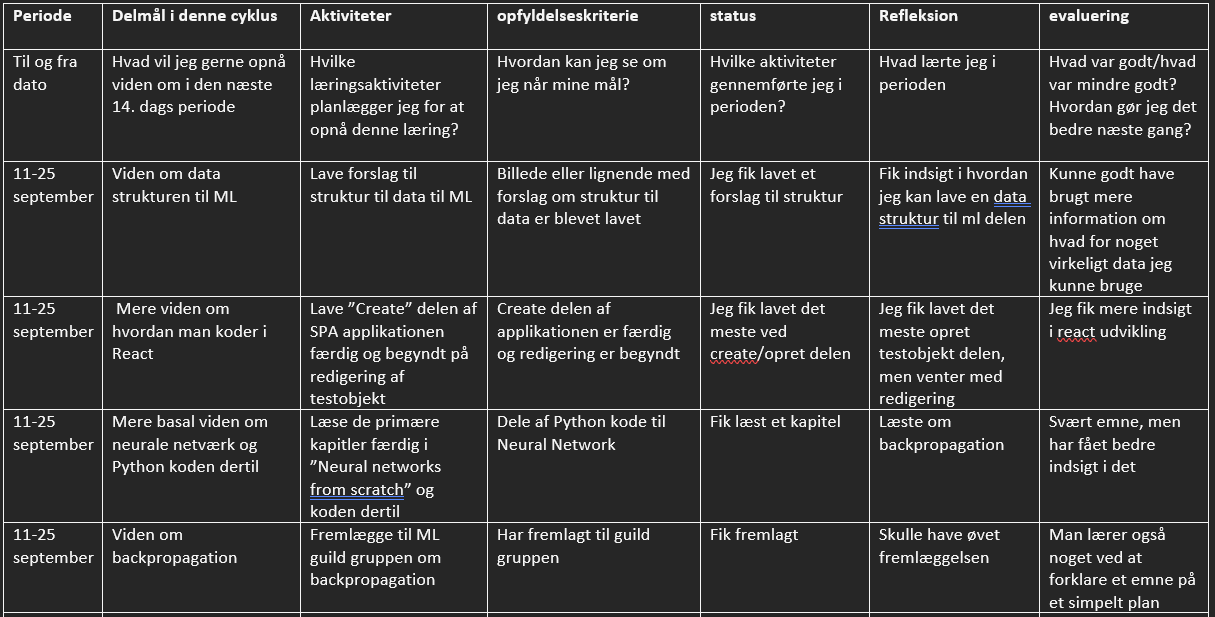 Periode
Delmål i denne cyklus
Aktiviteter
opfyldelseskriterie
status
Refleksion
evaluering
Til og fra
dato
Hvad vil jeg gerne opnå
viden om i den næste
14. dags periode
Hvilke
læringsaktiviteter
planlægger jeg for at
opnå denne læring?
Hvordan kan jeg se om
jeg når mine mål?
Hvilke aktiviteter
gennemførte jeg i
perioden?
Hvad lærte jeg i
perioden
Hvad var godt/hvad
var mindre godt?
Hvordan gør jeg det
bedre næste gang?
11-25
september
Viden om data
strukturen til ML
Lave forslag til
struktur til data til ML
Billede eller lignende med
forslag om struktur til
data er blevet lavet
Jeg fik lavet et
forslag til struktur
Fik indsigt i hvordan
jeg kan lave en data
struktur til ml delen
Kunne godt have
brugt mere
information om
hvad for noget
virkeligt data jeg
kunne bruge
11-25
september
Mere viden om
hvordan man koder i
React
Lave ”Create” delen af
SPA applikationen
færdig og begyndt på
redigering af
testobjekt
Create delen af
applikationen er færdig
og redigering er begyndt
Jeg fik lavet det
meste ved
create/opret delen
Jeg fik lavet det
meste opret
testobjekt delen,
men venter med
redigering
Jeg fik mere indsigt
i react udvikling
11-25
september
Mere basal viden om
neurale netværk og
Python koden dertil
Læse de primære
kapitler færdig i
”Neural networks
from scratch” og
koden dertil
Dele af Python kode til
Neural Network
Fik læst et kapitel
Læste om
backpropagation
Svært emne, men
har fået bedre
indsigt i det
11-25
september
Viden om
backpropagation
Fremlægge til ML
guild gruppen om
backpropagation
Har fremlagt til guild
gruppen
Fik fremlagt
Skulle have øvet
fremlæggelsen
Man lærer også
noget ved at
forklare et emne på
et simpelt plan